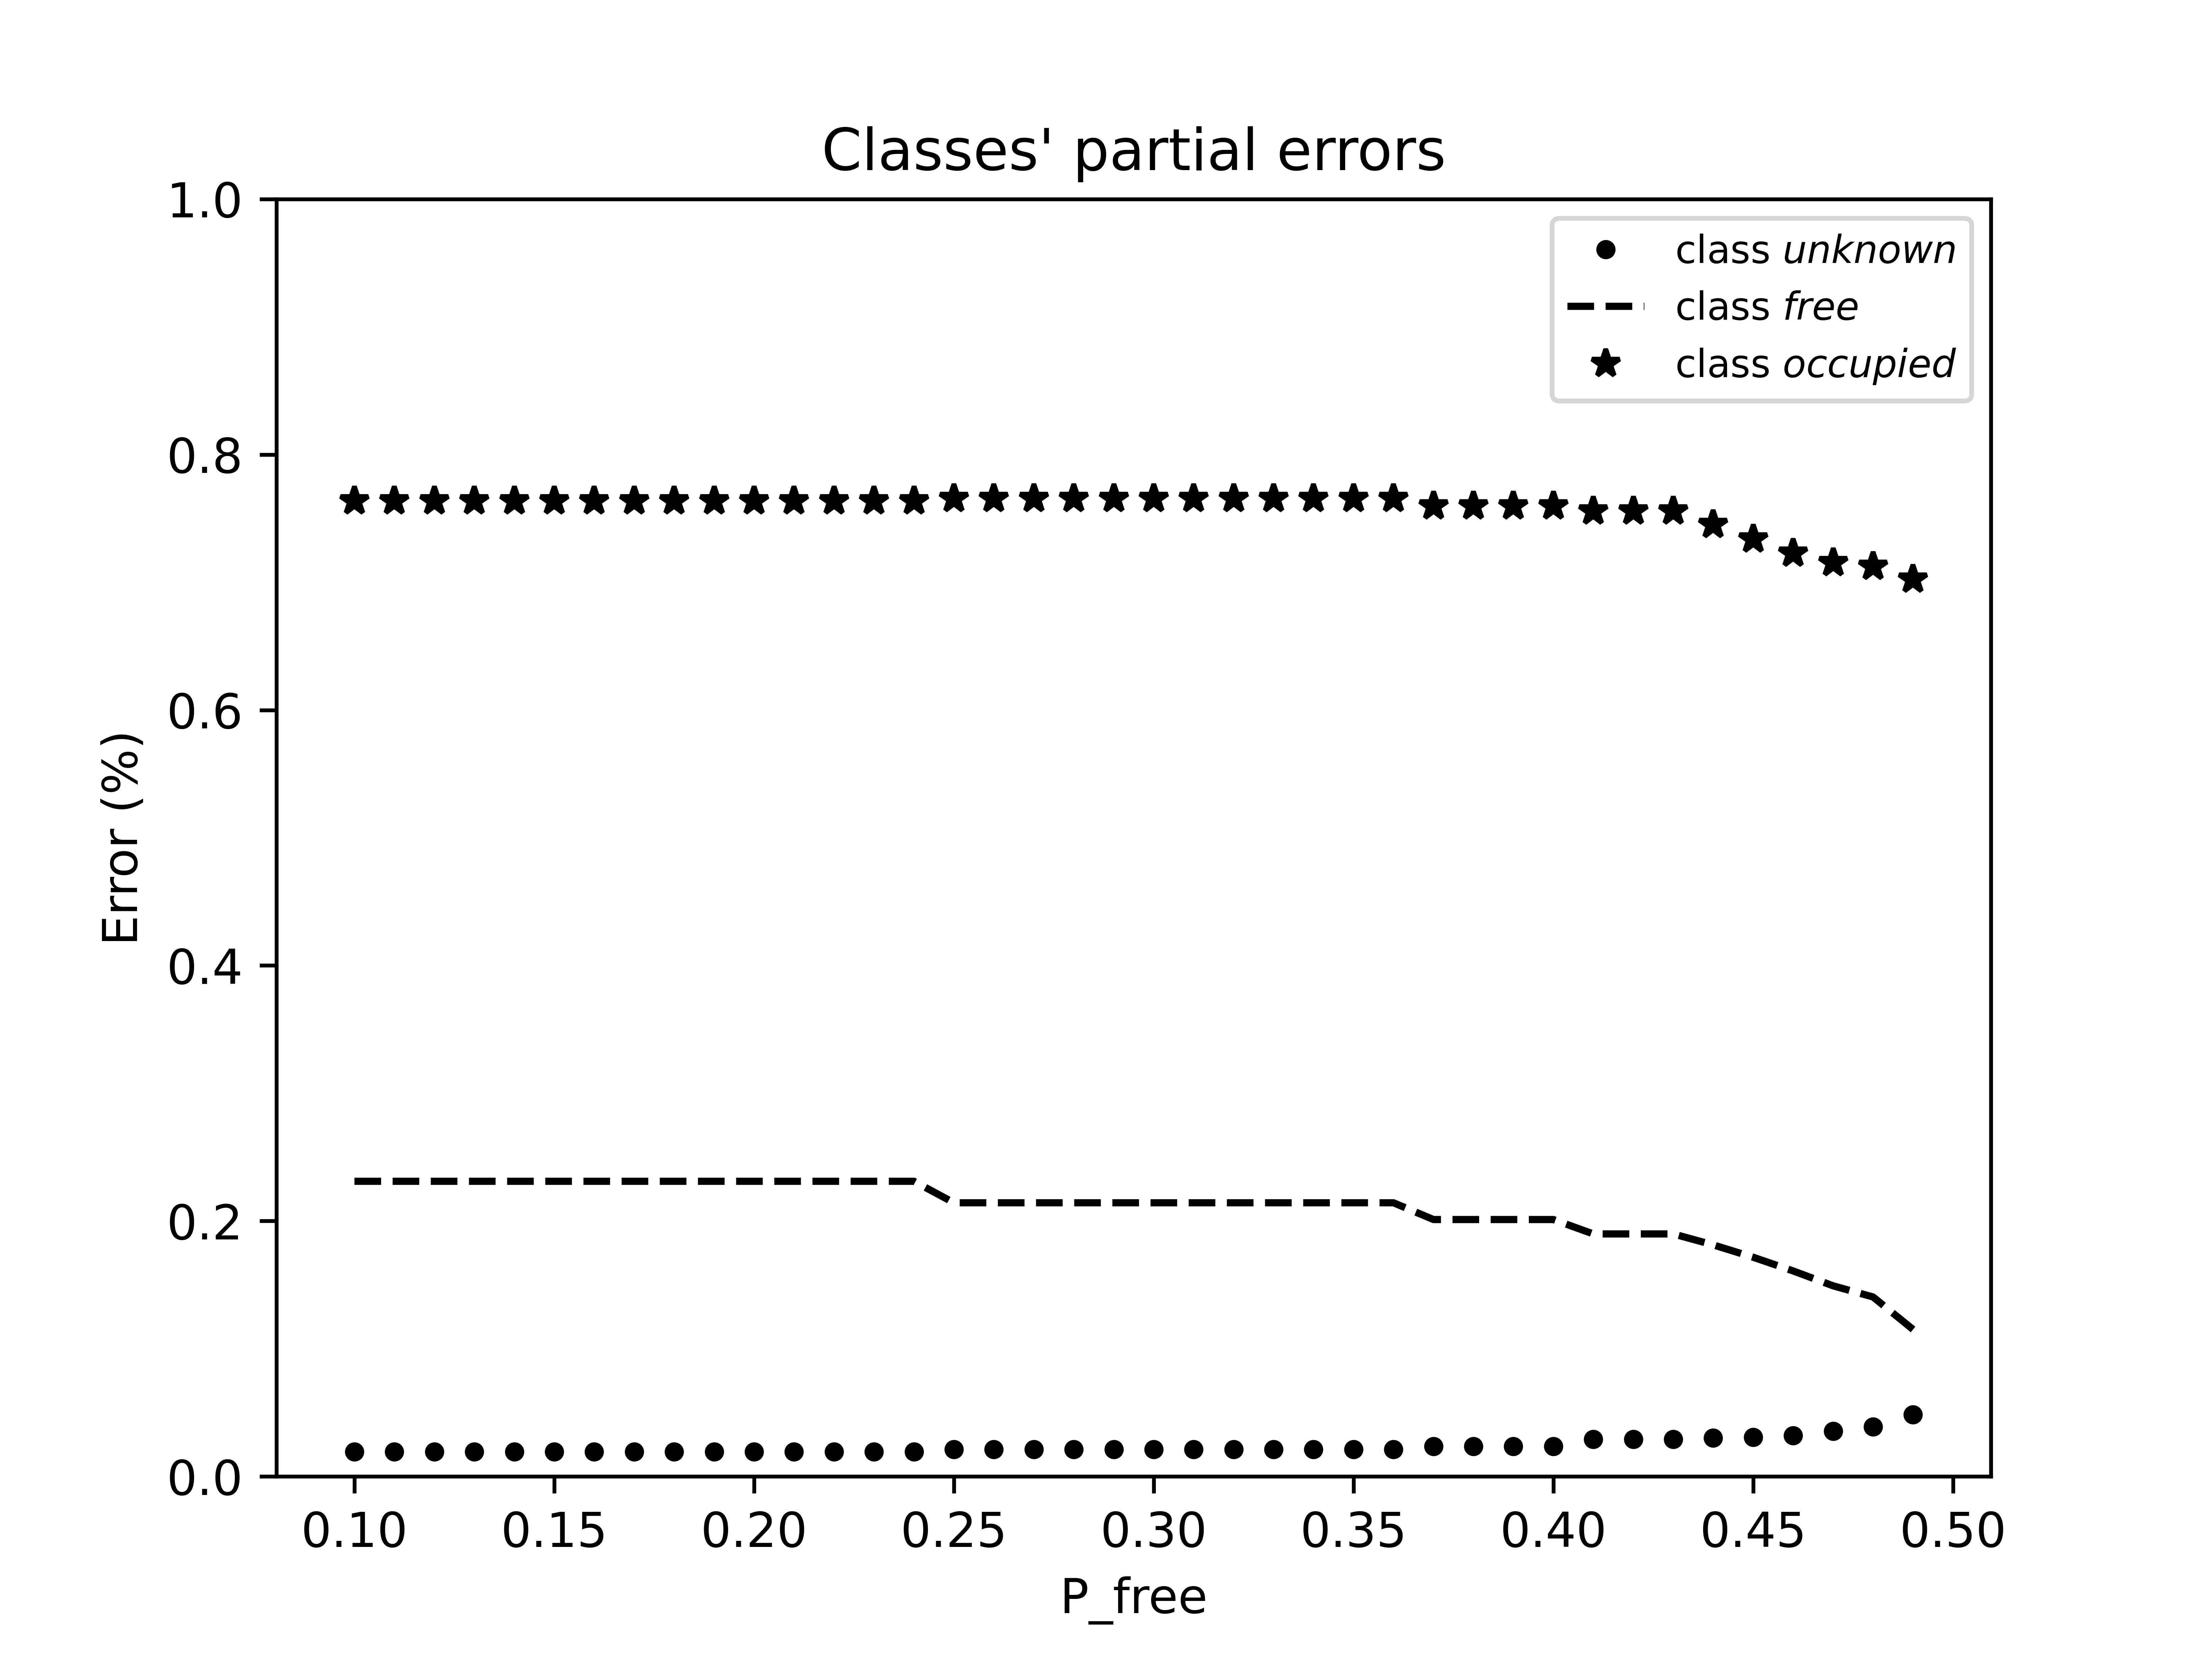 Classes' partial errors
1.0
0.8
0.6
0.4
0.2
0.0
Error (%)
class unknown
class free
class occupied
0.10 0.15 0.20 0.25 0.30 0.35 0.40 0.45 0.50
P_free